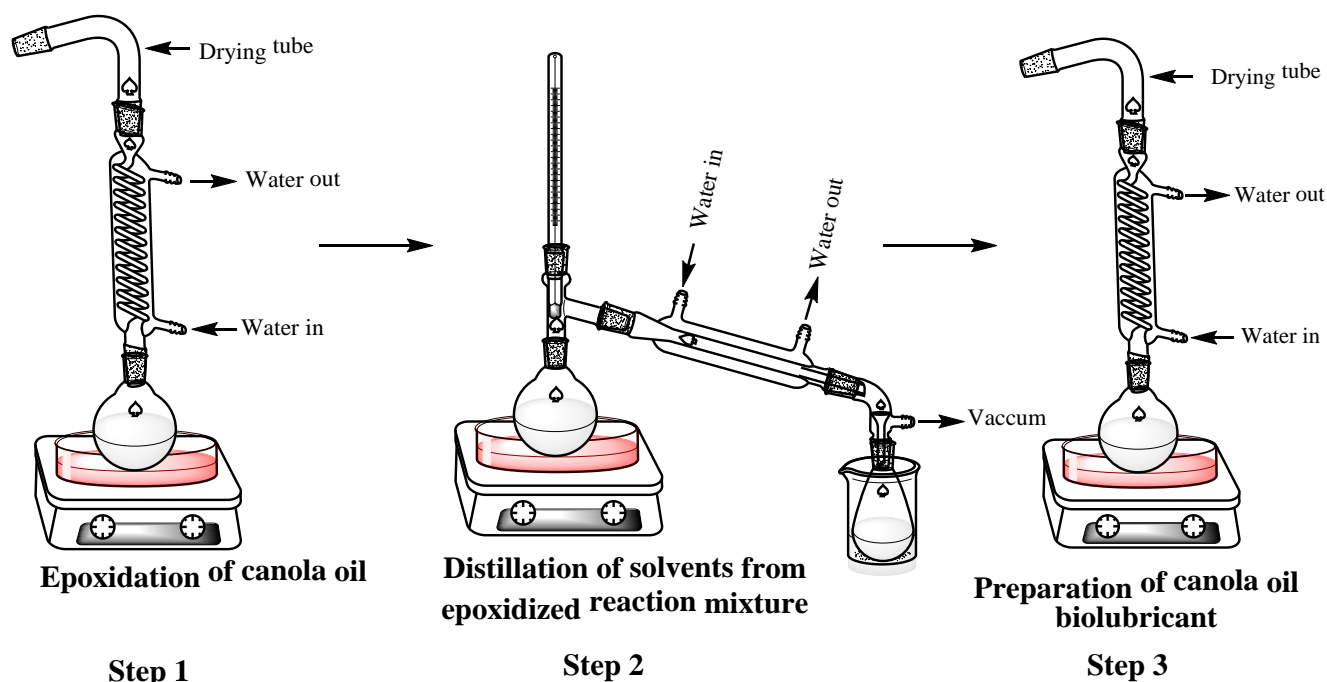 Drying tube
Water out
Water in
Epoxidation of canola oil
Step 1
Water in
Water out
Vaccum
Distillation of solvents from
epoxidized reaction mixture
Step 2
Drying tube
Water out
Water in
Preparation of canola oil
biolubricant
Step 3